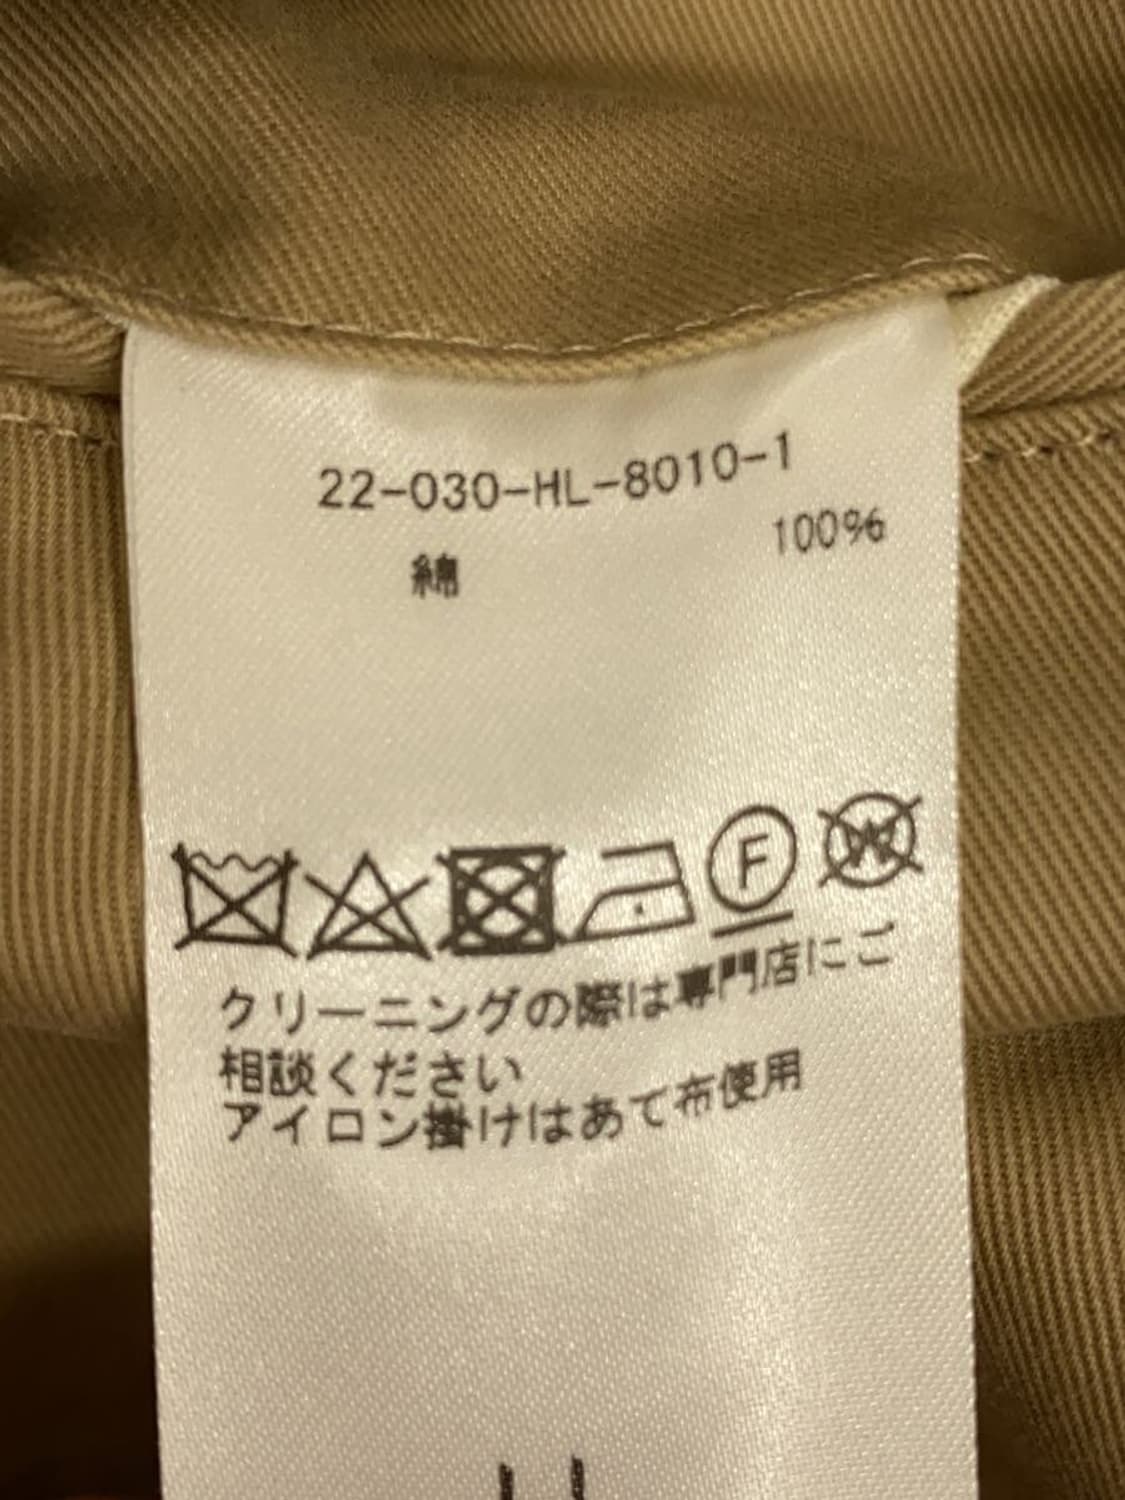 22-030-HL-8010-1
綿 100%
F W
クリーニングの際は専門店にご
相談ください
アイロン掛けはあて布使用